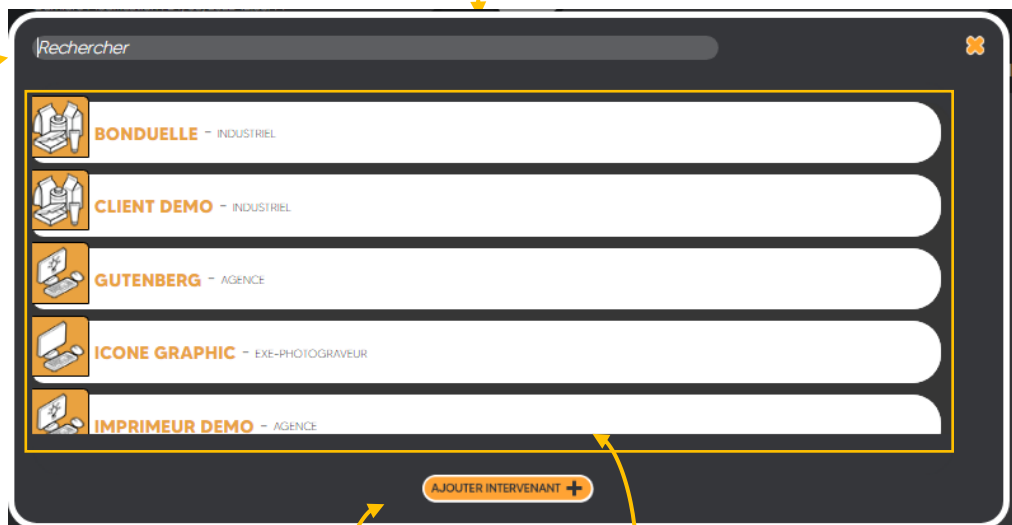 Rechercher
BONDUELLE - INDUSTRIEL
CLIENT DEMO - INDUSTRIEL
GUTENBERG - AGENCE
ICONE GRAPHIC - EXE-PHOTOGRAVEUR
IMPRIMEUR DEMO - AGENCE
AJOUTER INTERVENANT